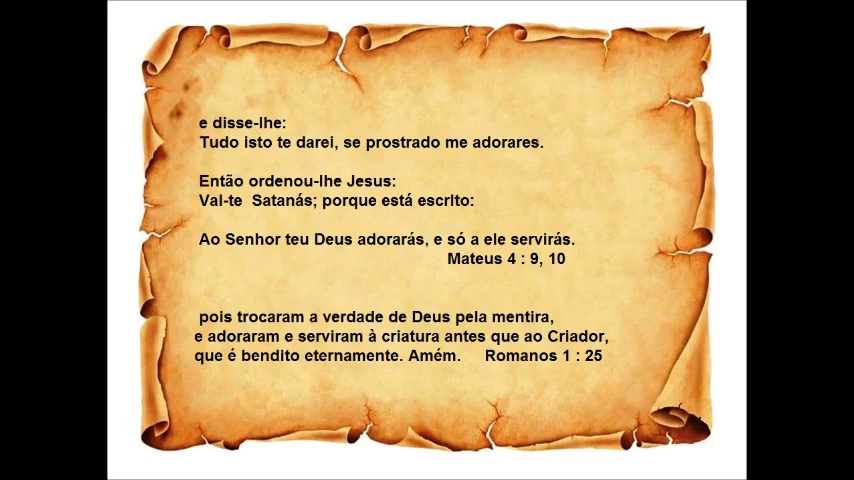 e disse-lhe:
Tudo isto te darei, se prostrado me adorares.
Então ordenou-lhe Jesus:
Vai-te  Satanás; porque está escrito:
Ao Senhor teu Deus adorarás, e só a ele servirás.
Mateus 4 : 9, 10
pois trocaram a verdade de Deus pela mentira,
e adoraram e serviram à criatura antes que ao Criador,
que é bendito eternamente. Amém.     Romanos 1 : 25